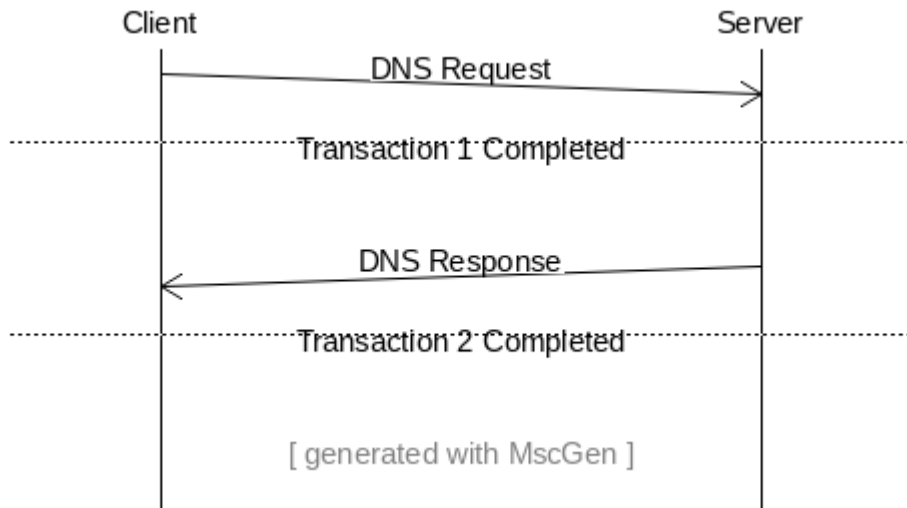 Client
Server
DNS Request
Transaction 1 Completed
DNS Response
Transaction 2 Completed
[ generated with MscGen ]